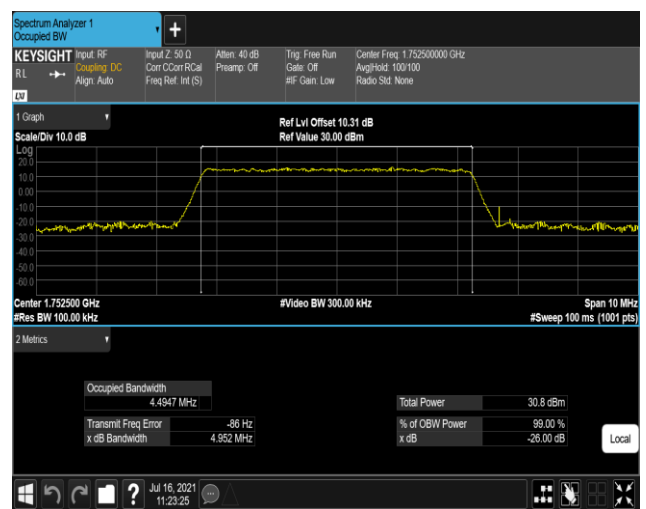 Spectrum Analyzer 1
Occupied BW
KEYSIGHT
RL
LXI
Input: RF
Coupling: DC
Align: Auto
Input Z: 50 Ω
Corr CCorr RCal
Freq Ref: Int (S)
Atten: 40 dB
Preamp: Off
Trig: Free Run
Gate: Off
#IF Gain: Low
Center Freq: 1.752500000 GHz
Avg|Hold: 100/100
Radio Std: None
1 Graph
Scale/Div 10.0 dB
Ref Lvl Offset 10.31 dB
Ref Value 30.00 dBm
Log
20.0
10.0
0.00
-10.0
-20.0
-30.0
-40.0
-50.0
-60.0
Center 1.752500 GHz
#Res BW 100.00 kHz
#Video BW 300.00 kHz
Span 10 MHz
#Sweep 100 ms (1001 pts)
2 Metrics
Occupied Bandwidth
4.4947 MHz
Transmit Freq Error -86 Hz
x dB Bandwidth 4.952 MHz
Total Power 30.8 dBm
% of OBW Power 99.00 %
x dB -26.00 dB
Local
?
Jul 16, 2021
11:23:25